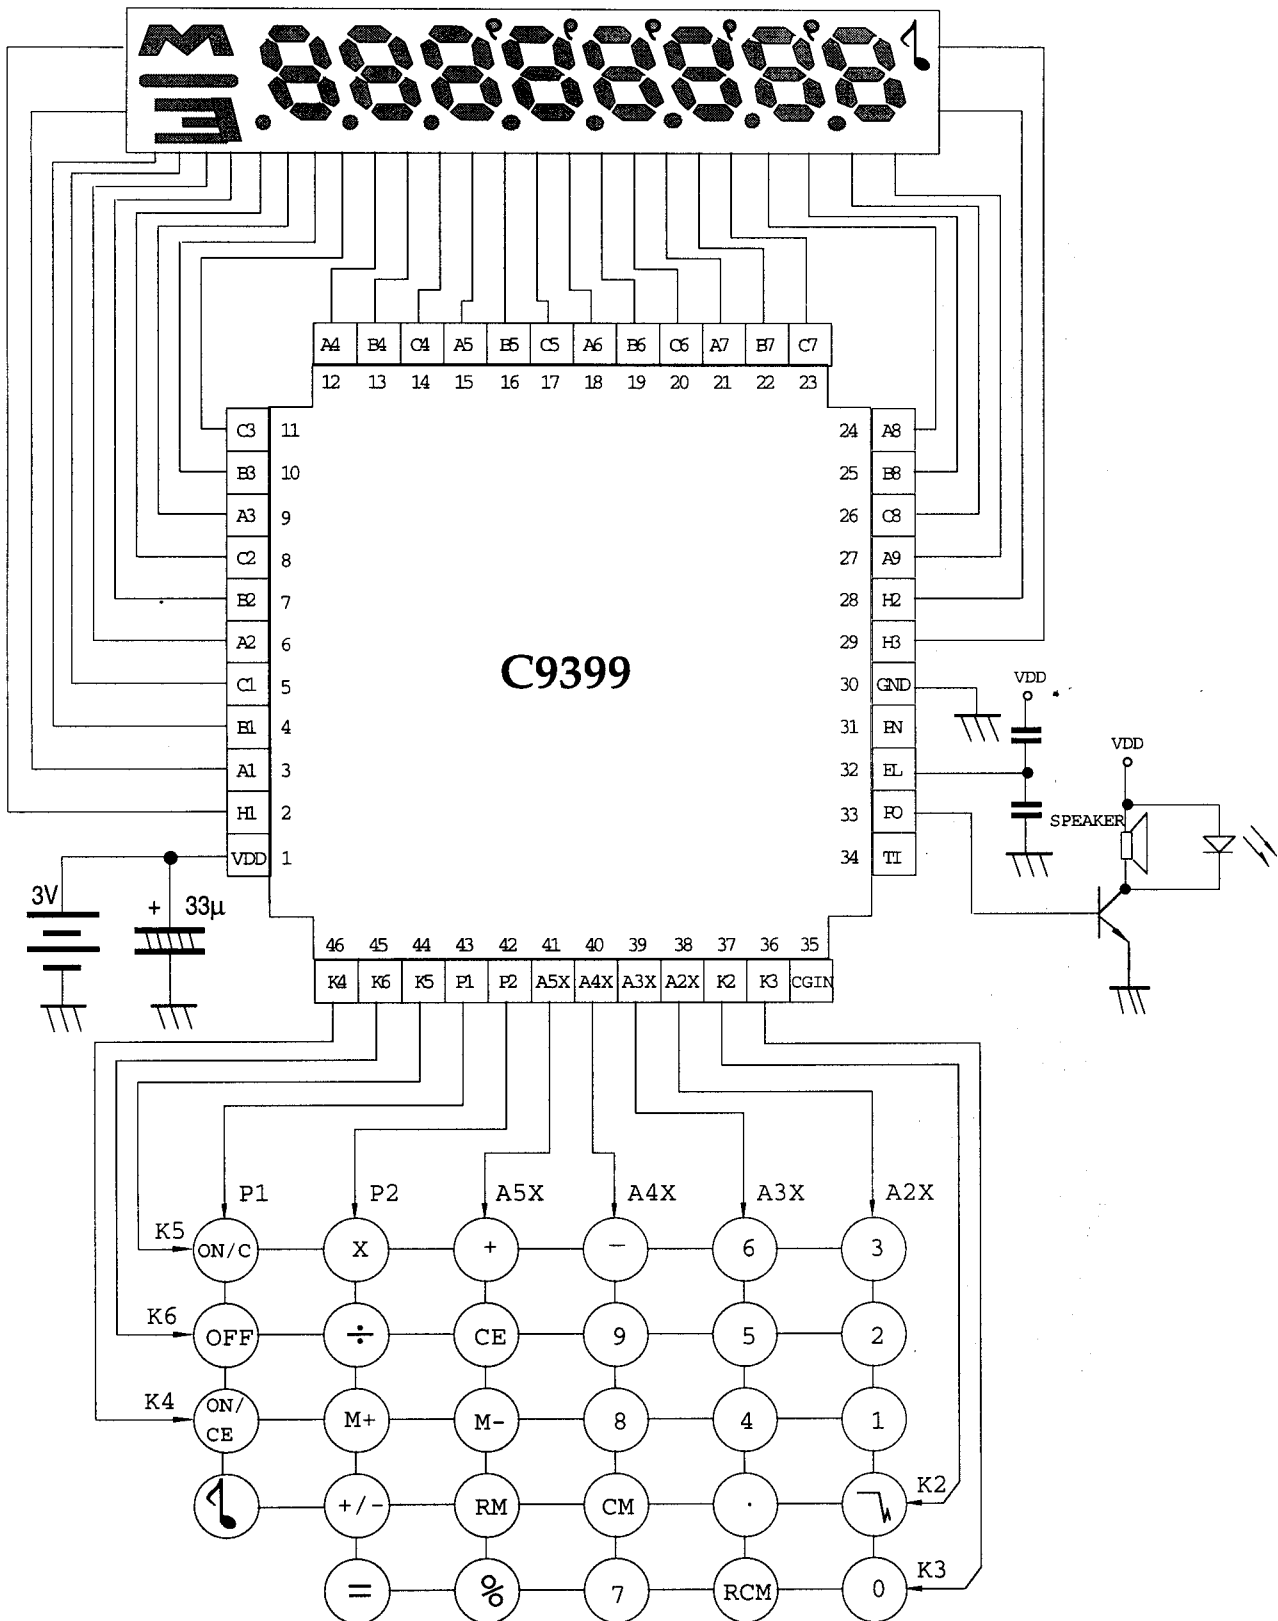 M
E
A4 B4 C4 A5 B5 C5 A6 B6 C6 A7 B7 C7
12 13 14 15 16 17 18 19 20 21 22 23
C3 11 24 A8
B3 10 25 B8
A3 9 26 C8
C2 8 27 A9
B2 7 28 H2
A2 6 29 H3
C9399
C1 5 30 GND
VDD
B1 4 31 EN
VDD
A1 3 32 EL
H1 2 33 PO
SPEAKER
VDD 1 34 TI
3V
+ 33μ
46 45 44 43 42 41 40 39 38 37 36 35
K4 K6 K5 P1 P2 A5X A4X A3X A2X K2 K3 CGIN
P1 P2 A5X A4X A3X A2X
K5 ON/C X + − 6 3
K6 OFF ÷ CE 9 5 2
K4 ON/ CE M+ M- 8 4 1
+/- RM CM . K2
= % 7 RCM 0 K3